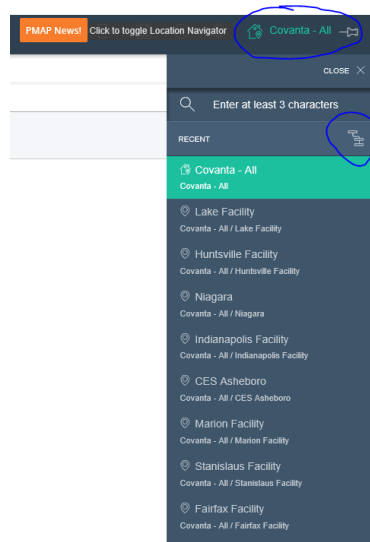 PMAP News! Click to toggle Location Navigator Covanta - All
CLOSE
Enter at least 3 characters
RECENT
Covanta - All
Covanta - All
Lake Facility
Covanta - All / Lake Facility
Huntsville Facility
Covanta - All / Huntsville Facility
Niagara
Covanta - All / Niagara
Indianapolis Facility
Covanta - All / Indianapolis Facility
CES Asheboro
Covanta - All / CES Asheboro
Marion Facility
Covanta - All / Marion Facility
Stanislaus Facility
Covanta - All / Stanislaus Facility
Fairfax Facility
Covanta - All / Fairfax Facility